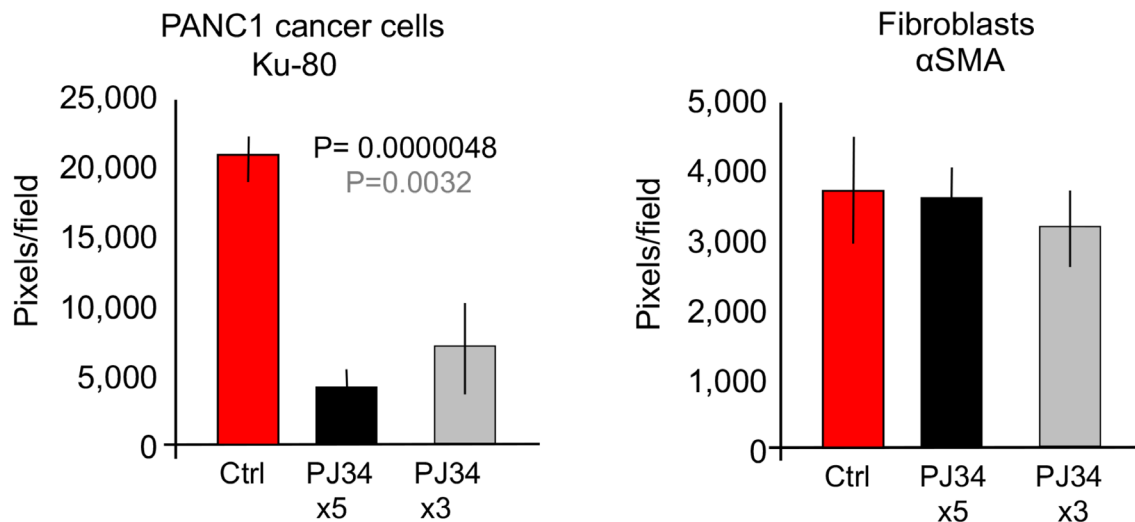 PANC1 cancer cells
Ku-80
25,000
20,000
15,000
10,000
5,000
0
Pixels/field
P= 0.0000048
P=0.0032
Ctrl
PJ34
x5
PJ34
x3
Fibroblasts
αSMA
5,000
4,000
3,000
2,000
1,000
0
Pixels/field
Ctrl
PJ34
x5
PJ34
x3